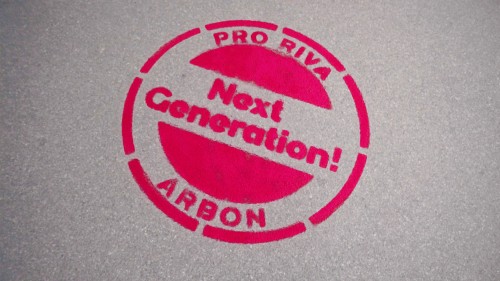 PRO RIVA
Next
Generation!
ARBON